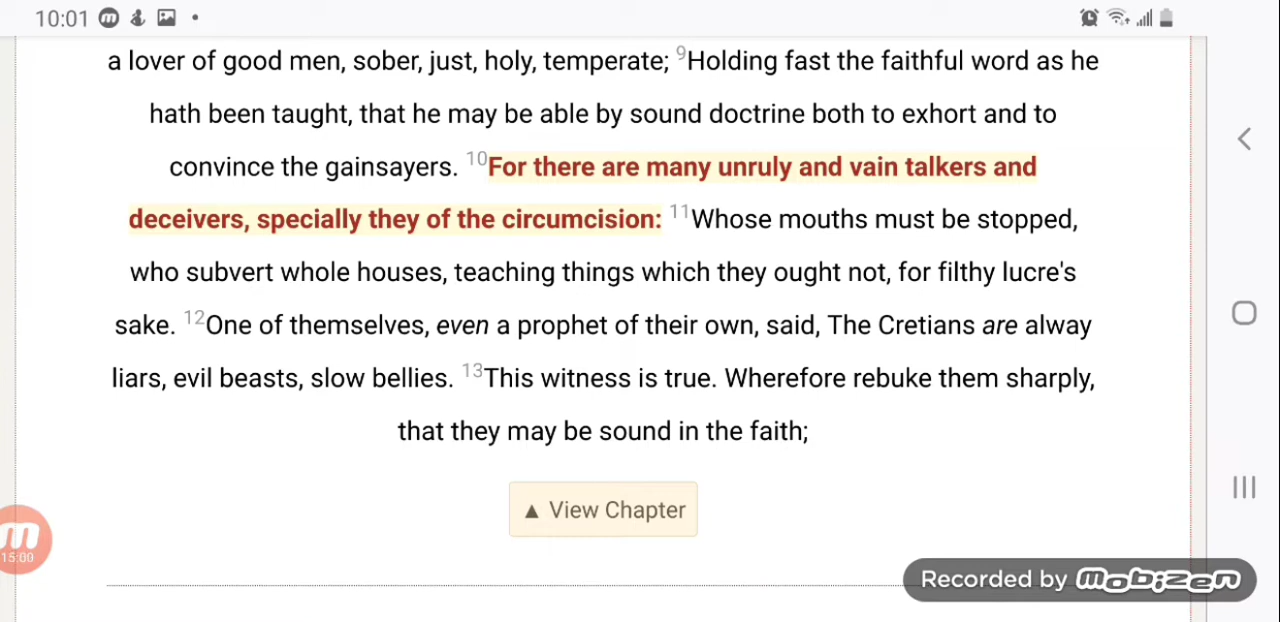 10:01
a lover of good men, sober, just, holy, temperate; 9Holding fast the faithful word as he
hath been taught, that he may be able by sound doctrine both to exhort and to
convince the gainsayers. 10For there are many unruly and vain talkers and
deceivers, specially they of the circumcision: 11Whose mouths must be stopped,
who subvert whole houses, teaching things which they ought not, for filthy lucre's
sake. 12One of themselves, even a prophet of their own, said, The Cretians are alway
liars, evil beasts, slow bellies. 13This witness is true. Wherefore rebuke them sharply,
that they may be sound in the faith;
▲ View Chapter
15:00
Recorded by mobizen